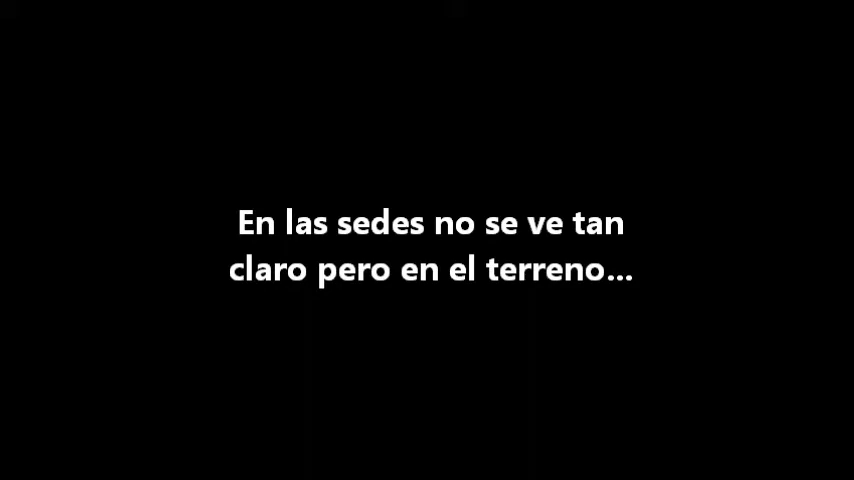 En las sedes no se ve tan
claro pero en el terreno...